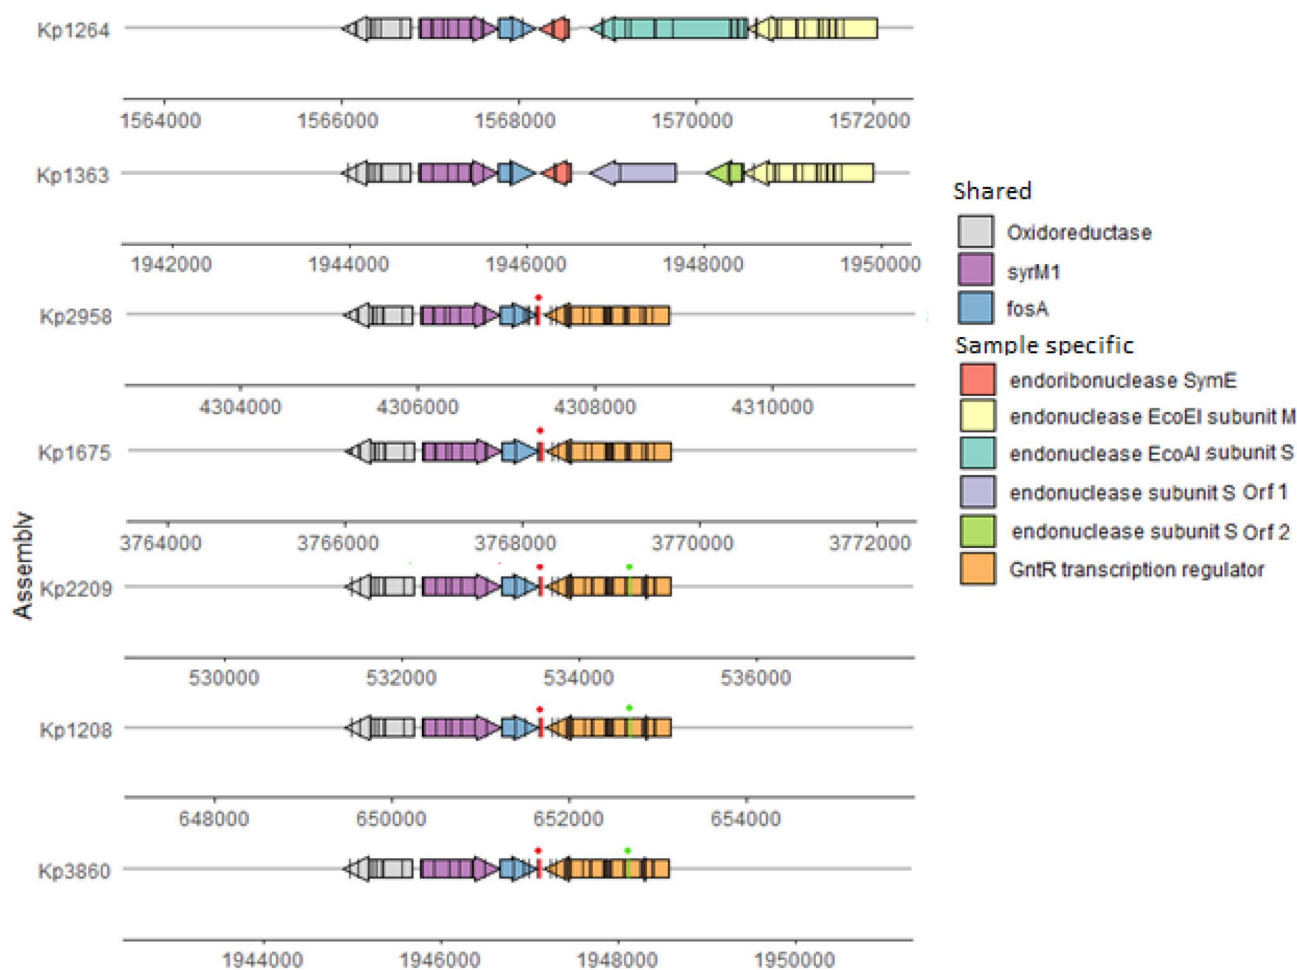 Kp1264
1564000 1566000 1568000 1570000 1572000
Kp1363
1942000 1944000 1946000 1948000 1950000
Kp2958
4304000 4306000 4308000 4310000
Kp1675
3764000 3766000 3768000 3770000 3772000
Kp2209
530000 532000 534000 536000
Kp1208
648000 650000 652000 654000
Kp3860
1944000 1946000 1948000 1950000
Assembly
Shared
Oxidoreductase
syrM1
fosA
Sample specific
endoribonuclease SymE
endonuclease EcoEI subunit M
endonuclease EcoAI subunit S
endonuclease subunit S Orf 1
endonuclease subunit S Orf 2
GntR transcription regulator